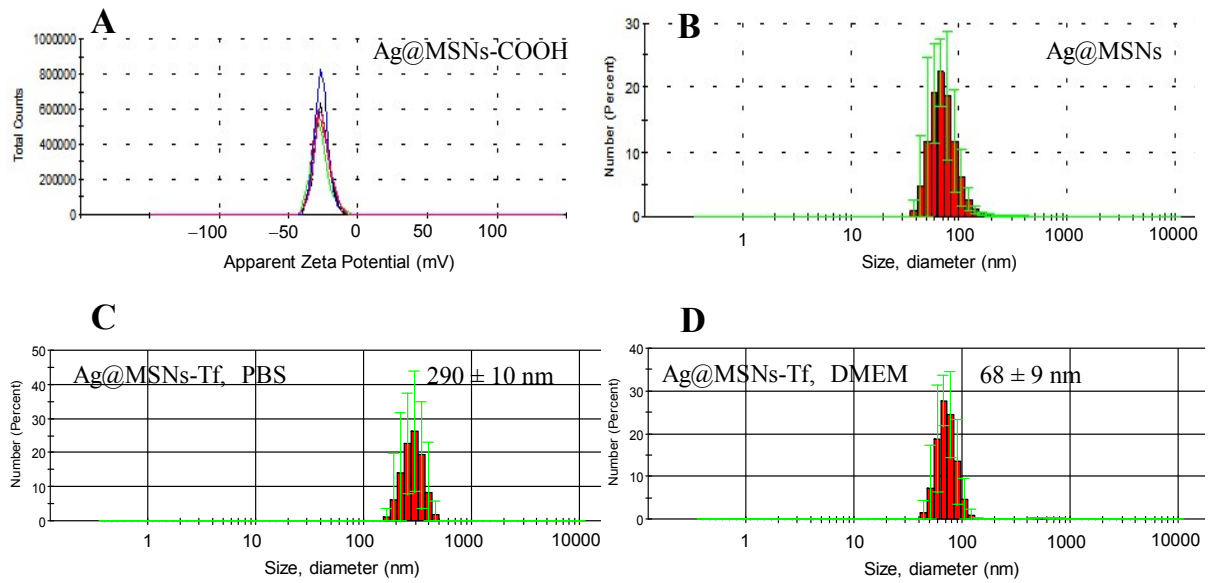 A
Ag@MSNs-COOH
Total Counts
1000000
800000
600000
400000
200000
0
−100
−50
0
50
100
Apparent Zeta Potential (mV)
B
Ag@MSNs
Number (Percent)
30
20
10
0
1
10
100
1000
10000
Size, diameter (nm)
C
Ag@MSNs-Tf, PBS
290 ± 10 nm
Number (Percent)
50
40
30
20
10
0
1
10
100
1000
10000
Size, diameter (nm)
D
Ag@MSNs-Tf, DMEM
68 ± 9 nm
Number (Percent)
40
30
20
10
0
1
10
100
1000
10000
Size, diameter (nm)